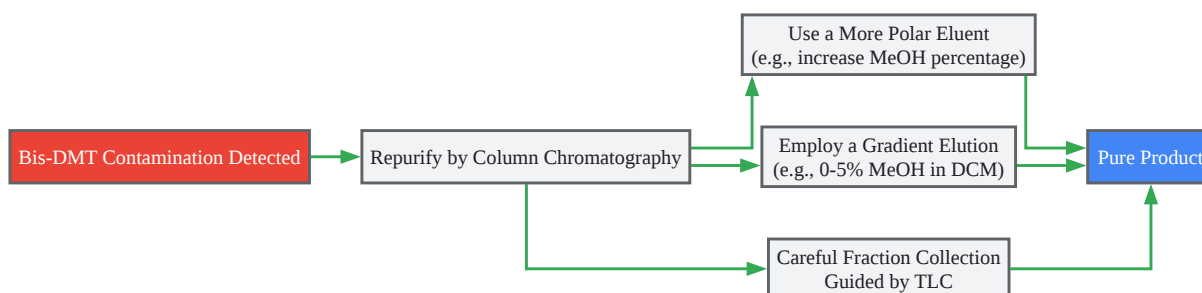 Use a More Polar Eluent
(e.g., increase MeOH percentage)
Bis-DMT Contamination Detected
Repurify by Column Chromatography
Employ a Gradient Elution
(e.g., 0-5% MeOH in DCM)
Pure Product
Careful Fraction Collection
Guided by TLC